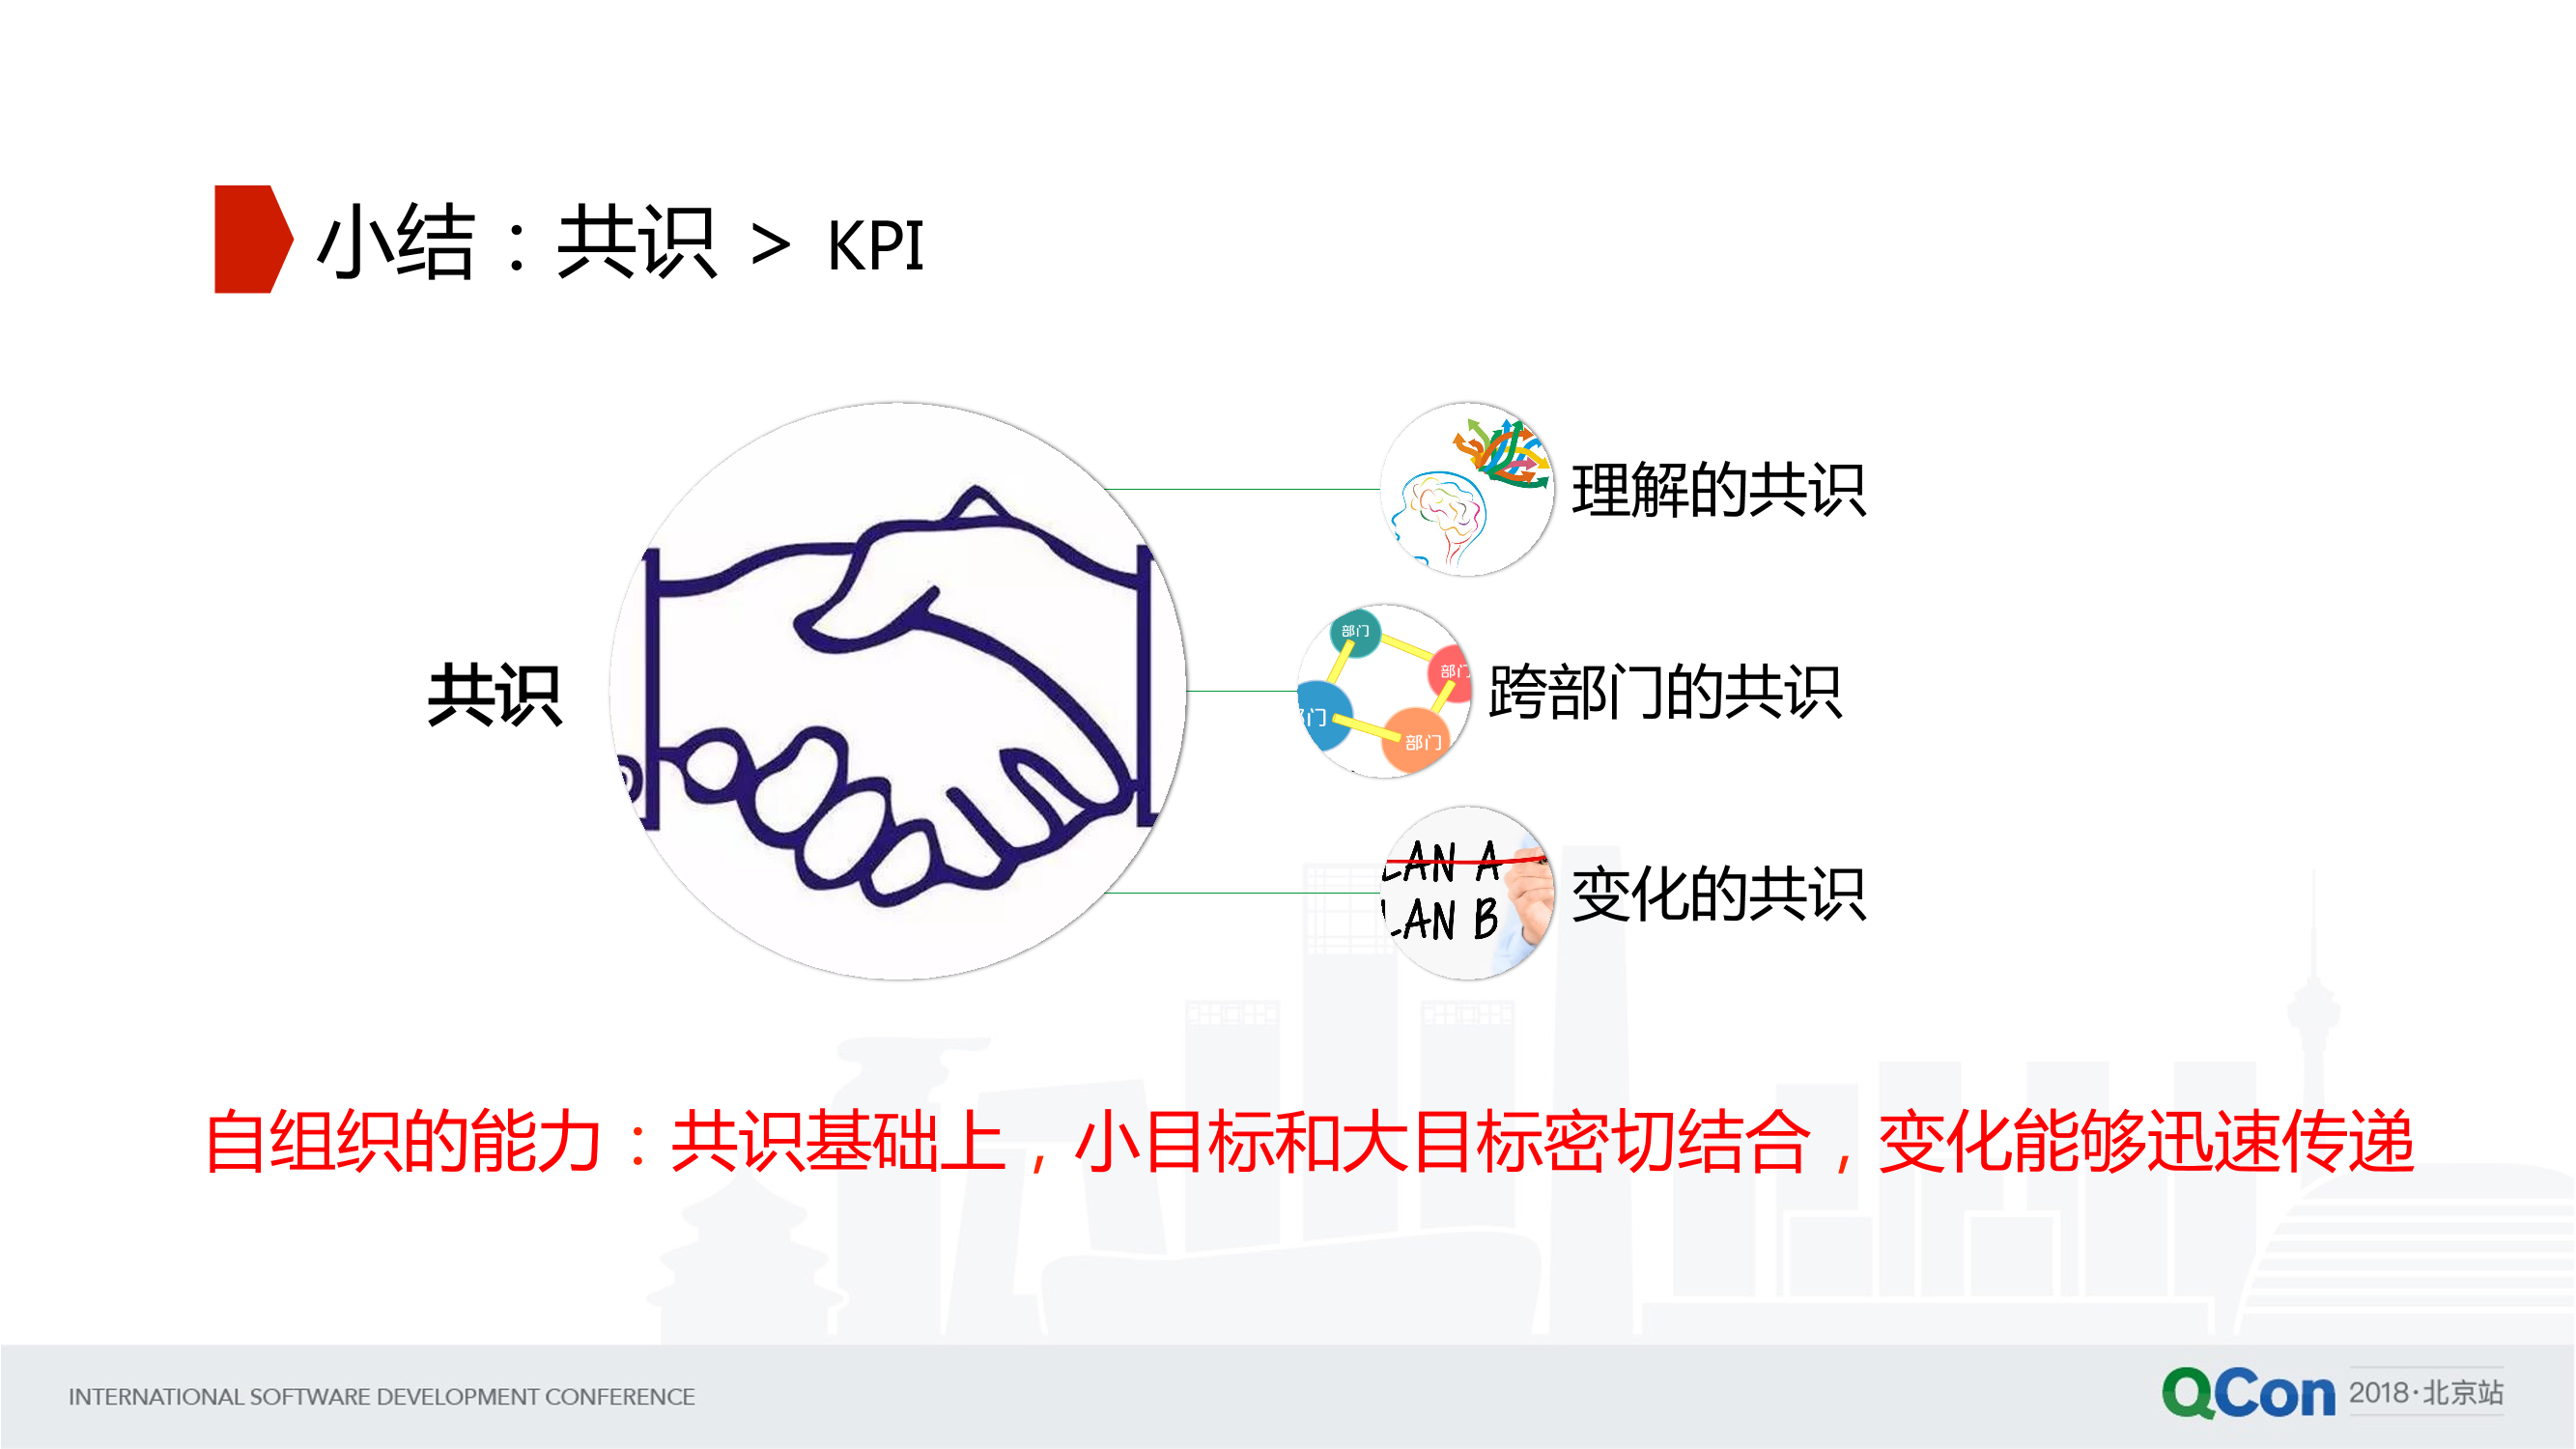 小结：共识 > KPI
共识
理解的共识
部门
部门
部门
部门
跨部门的共识
LAN A
LAN B
变化的共识
自组织的能力：共识基础上，小目标和大目标密切结合，变化能够迅速传递
INTERNATIONAL SOFTWARE DEVELOPMENT CONFERENCE
QCon 2018·北京站